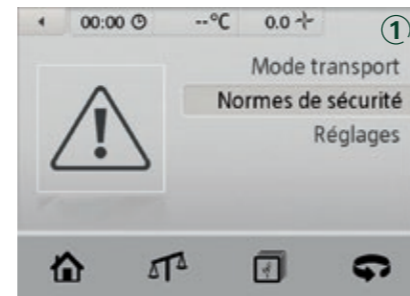 00:00 --°C 0.0 1
Mode transport
Normes de sécurité
Réglages